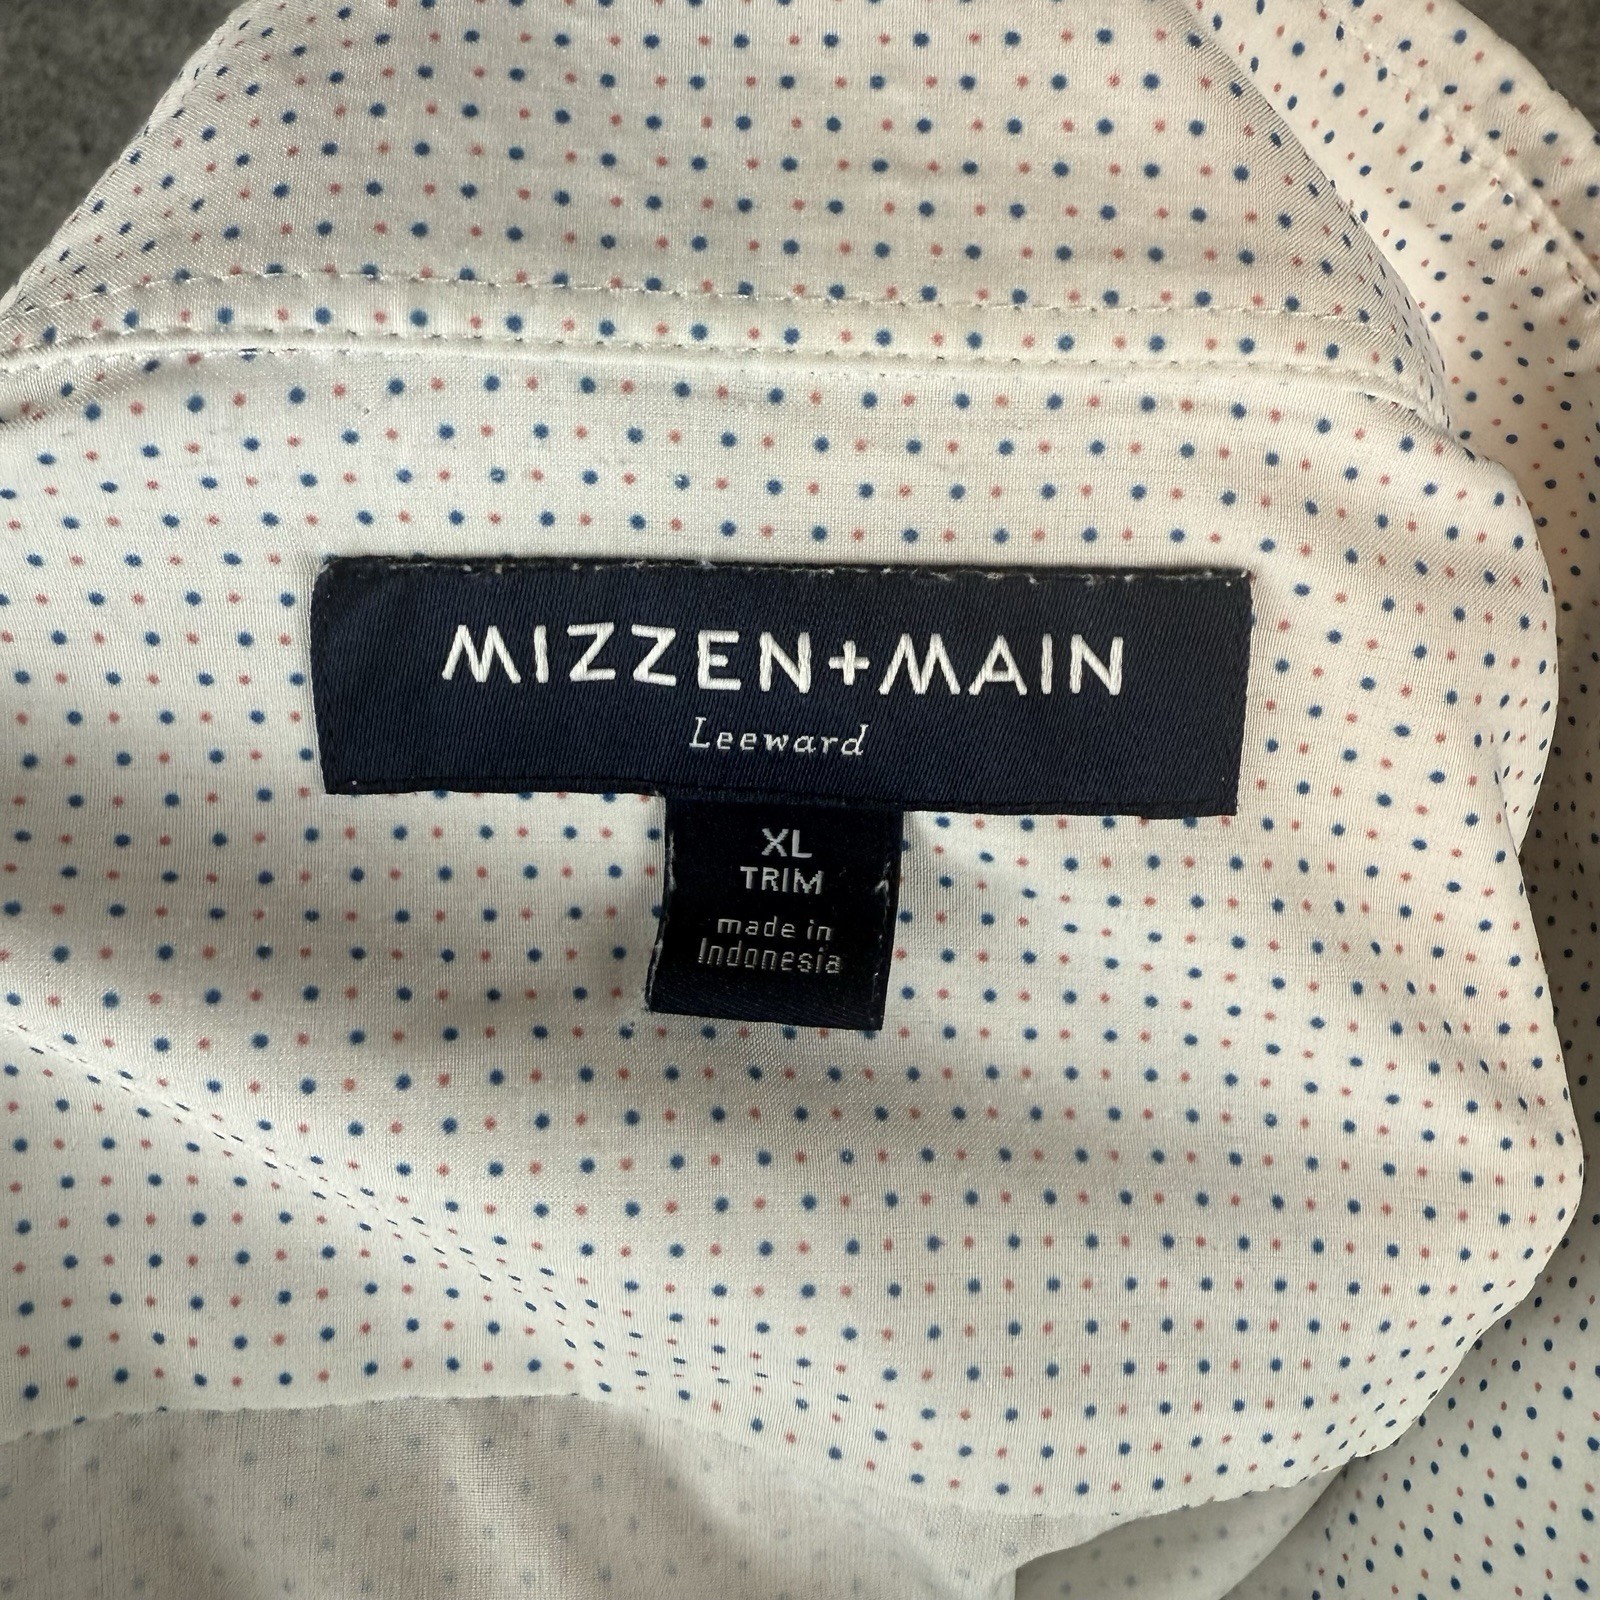 MIZZEN+MAIN
Leeward
XL
TRIM
made in
Indonesia